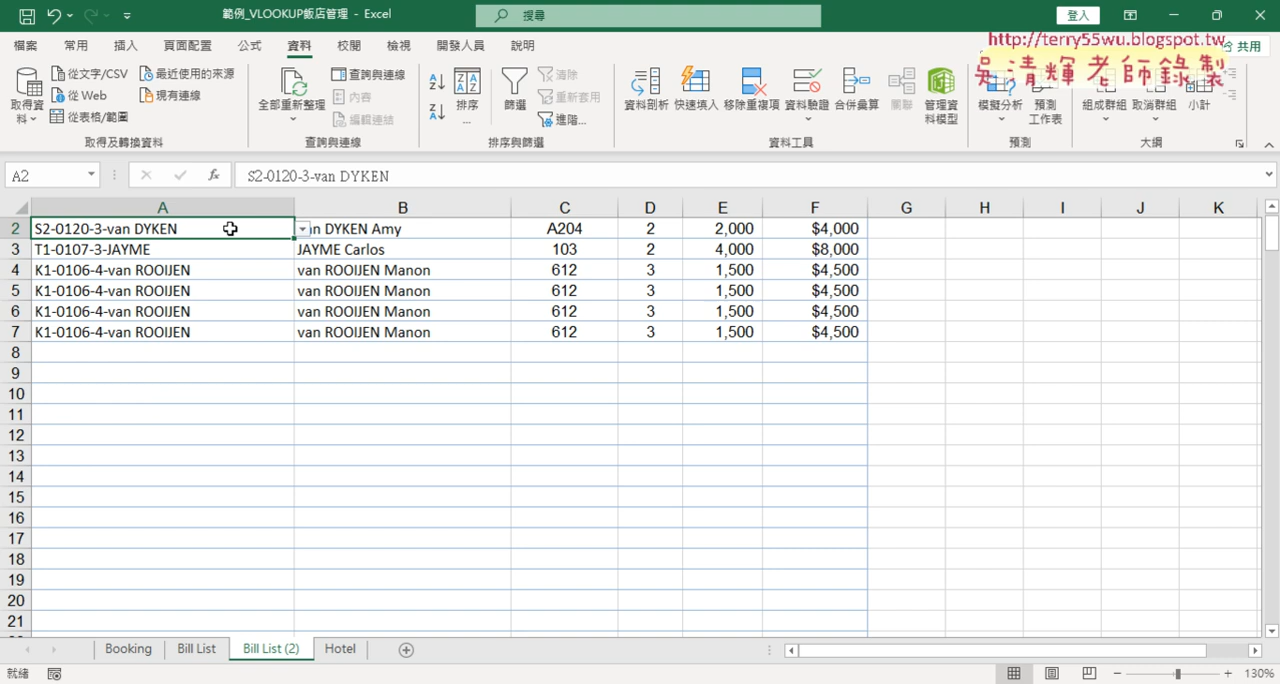 範例_VLOOKUP飯店管理 - Excel
搜尋
登入
http://terry55wu.blogspot.tw
吳清輝老師錄製
檔案 常用 插入 頁面配置 公式 資料 校閱 檢視 開發人員 說明 共用
取得資料 從文字/CSV 從 Web 從表格/範圍 最近使用的來源 現有連線
全部重新整理 查詢與連線 內容 編輯連結
排序... 篩選 清除 重新套用 進階...
資料剖析 快速填入 移除重複項 資料驗證 合併彙算 關聯 管理資料模型
模擬分析 預測工作表 組成群組 取消群組 小計
取得及轉換資料 查詢與連線 排序與篩選 資料工具 預測 大綱
A2 fx S2-0120-3-van DYKEN
A B C D E F G H I J K
2 S2-0120-3-van DYKEN n DYKEN Amy A204 2 2,000 $4,000
3 T1-0107-3-JAYME JAYME Carlos 103 2 4,000 $8,000
4 K1-0106-4-van ROOIJEN van ROOIJEN Manon 612 3 1,500 $4,500
5 K1-0106-4-van ROOIJEN van ROOIJEN Manon 612 3 1,500 $4,500
6 K1-0106-4-van ROOIJEN van ROOIJEN Manon 612 3 1,500 $4,500
7 K1-0106-4-van ROOIJEN van ROOIJEN Manon 612 3 1,500 $4,500
8
9
10
11
12
13
14
15
16
17
18
19
20
21
Booking Bill List Bill List (2) Hotel
就緒 130%